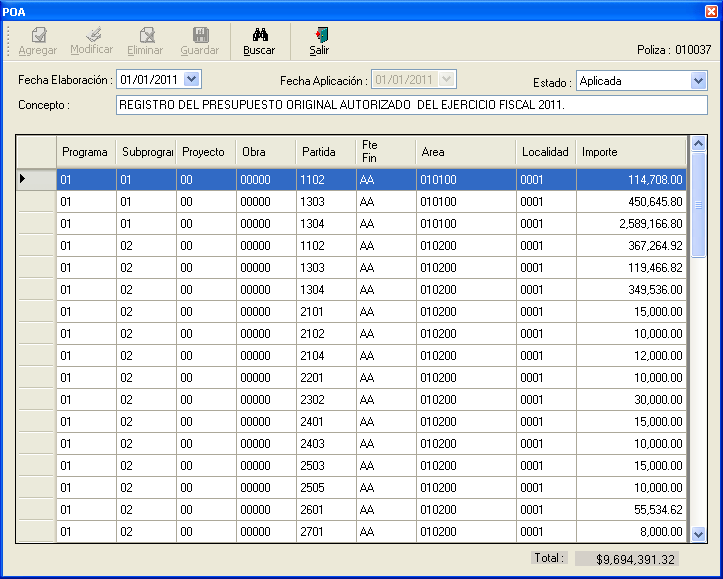 POA
Agregar Modificar Eliminar Guardar Buscar Salir Poliza : 010037
Fecha Elaboración : 01/01/2011 Fecha Aplicación : 01/01/2011 Estado : Aplicada
Concepto : REGISTRO DEL PRESUPUESTO ORIGINAL AUTORIZADO DEL EJERCICIO FISCAL 2011.
Programa Subprogra Proyecto Obra Partida Fte Fin Area Localidad Importe
01 01 00 00000 1102 AA 010100 0001 114,708.00
01 01 00 00000 1303 AA 010100 0001 450,645.80
01 01 00 00000 1304 AA 010100 0001 2,589,166.80
01 02 00 00000 1102 AA 010200 0001 367,264.92
01 02 00 00000 1303 AA 010200 0001 119,466.82
01 02 00 00000 1304 AA 010200 0001 349,536.00
01 02 00 00000 2101 AA 010200 0001 15,000.00
01 02 00 00000 2102 AA 010200 0001 10,000.00
01 02 00 00000 2104 AA 010200 0001 12,000.00
01 02 00 00000 2201 AA 010200 0001 10,000.00
01 02 00 00000 2302 AA 010200 0001 30,000.00
01 02 00 00000 2401 AA 010200 0001 15,000.00
01 02 00 00000 2403 AA 010200 0001 10,000.00
01 02 00 00000 2503 AA 010200 0001 15,000.00
01 02 00 00000 2505 AA 010200 0001 10,000.00
01 02 00 00000 2601 AA 010200 0001 55,534.62
01 02 00 00000 2701 AA 010200 0001 8,000.00
Total : $9,694,391.32